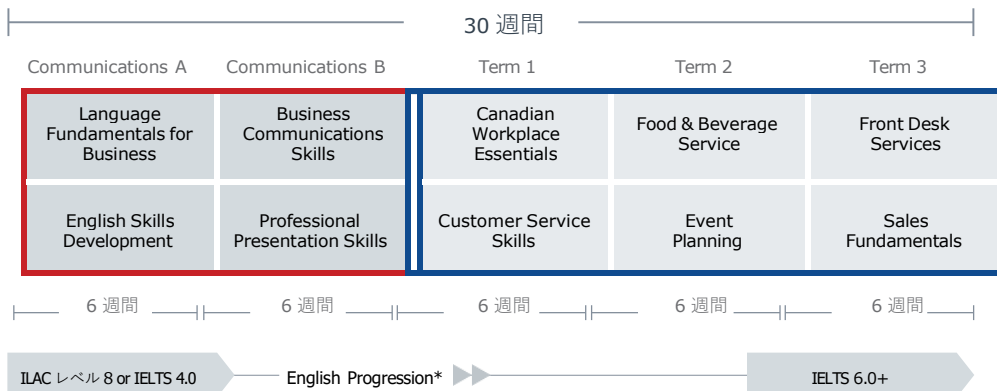 30 週間
Communications A
Communications B
Term 1
Term 2
Term 3
Language
Fundamentals for
Business
Business
Communications
Skills
Canadian
Workplace
Essentials
Food & Beverage
Service
Front Desk
Services
English Skills
Development
Professional
Presentation Skills
Customer Service
Skills
Event
Planning
Sales
Fundamentals
6 週間
6 週間
6 週間
6 週間
6 週間
ILAC レベル 8 or IELTS 4.0
English Progression*
IELTS 6.0+